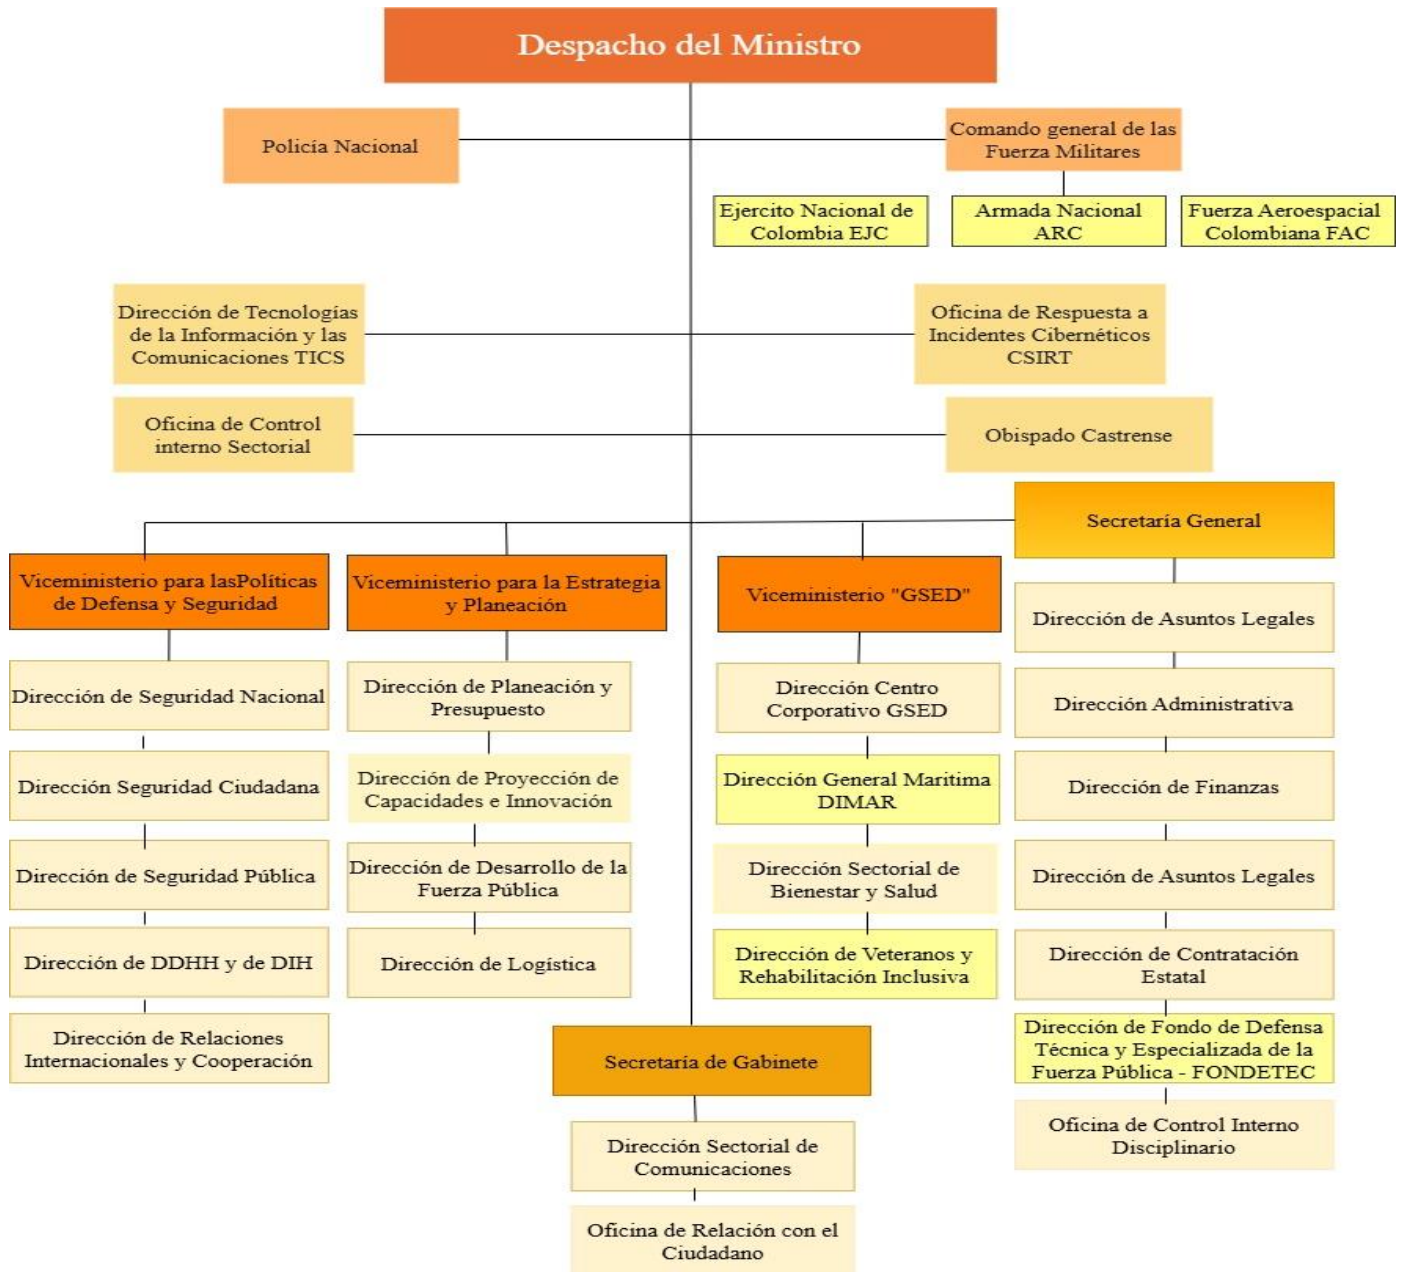 Despacho del Ministro
Policía Nacional
Comando general de las
Fuerza Militares
Ejercito Nacional de
Colombia EJC
Armada Nacional
ARC
Fuerza Aeroespacial
Colombiana FAC
Dirección de Tecnologías
de la Información y las
Comunicaciones TICS
Oficina de Respuesta a
Incidentes Cibernéticos
CSIRT
Oficina de Control
interno Sectorial
Obispado Castrense
Secretaría General
Viceministerio para lasPolíticas
de Defensa y Seguridad
Dirección de Seguridad Nacional
Dirección Seguridad Ciudadana
Dirección de Seguridad Pública
Dirección de DDHH y de DIH
Dirección de Relaciones
Internacionales y Cooperación
Viceministerio para la Estrategia
y Planeación
Dirección de Planeación y
Presupuesto
Dirección de Proyección de
Capacidades e Innovación
Dirección de Desarrollo de la
Fuerza Pública
Dirección de Logística
Viceministerio "GSED"
Dirección Centro
Corporativo GSED
Dirección General Maritima
DIMAR
Dirección Sectorial de
Bienestar y Salud
Dirección de Veteranos y
Rehabilitación Inclusiva
Dirección de Asuntos Legales
Dirección Administrativa
Dirección de Finanzas
Dirección de Asuntos Legales
Dirección de Contratación
Estatal
Dirección de Fondo de Defensa
Técnica y Especializada de la
Fuerza Pública - FONDETEC
Oficina de Control Interno
Disciplinario
Secretaría de Gabinete
Dirección Sectorial de
Comunicaciones
Oficina de Relación con el
Ciudadano